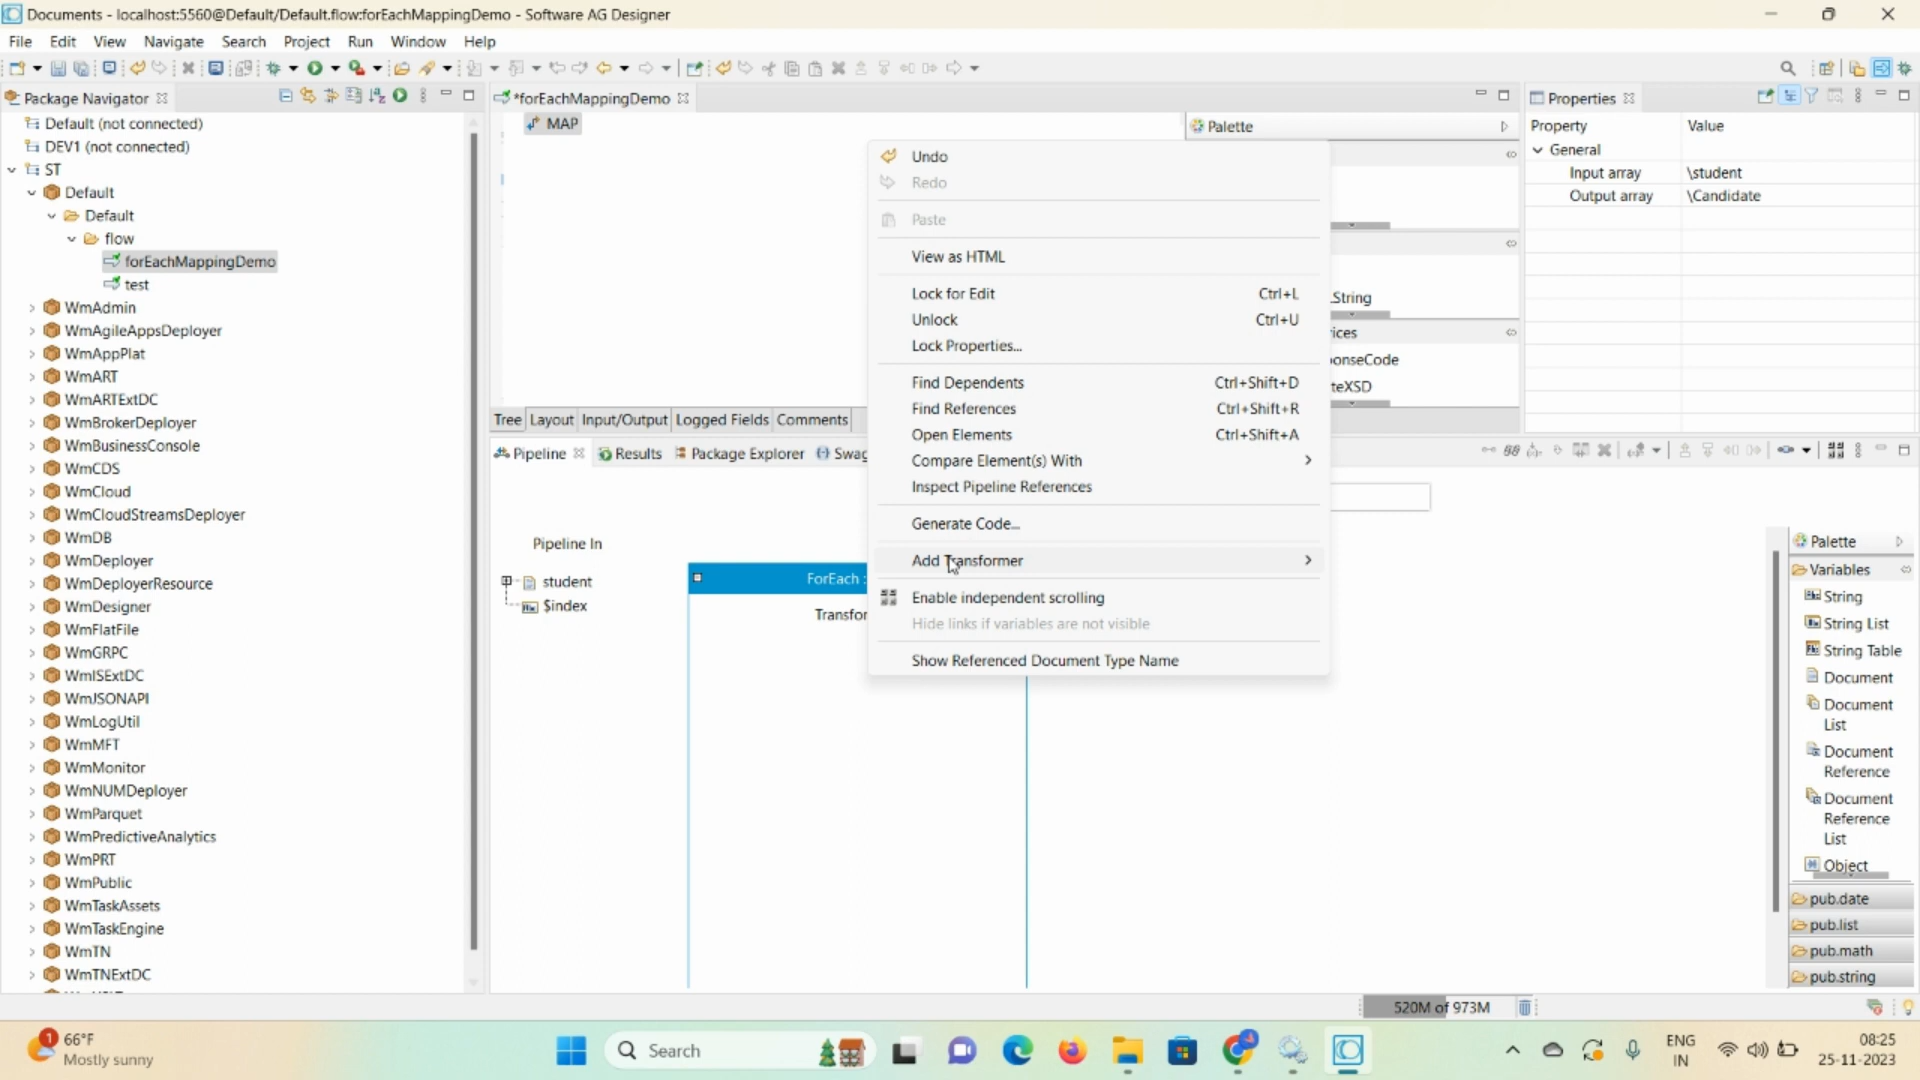 Documents - localhost:5560@Default/Default.flow:forEachMappingDemo - Software AG Designer
File Edit View Navigate Search Project Run Window Help
Package Navigator
Default (not connected)
DEV1 (not connected)
ST
Default
Default
flow
forEachMappingDemo
test
WmAdmin
WmAgileAppsDeployer
WmAppPlat
WmART
WmARTExtDC
WmBrokerDeployer
WmBusinessConsole
WmCDS
WmCloud
WmCloudStreamsDeployer
WmDB
WmDeployer
WmDeployerResource
WmDesigner
WmFlatFile
WmGRPC
WmISExtDC
WmJSONAPI
WmLogUtil
WmMFT
WmMonitor
WmNUMDeployer
WmParquet
WmPredictiveAnalytics
WmPRT
WmPublic
WmTaskAssets
WmTaskEngine
WmTN
WmTNExtDC
*forEachMappingDemo
MAP
Palette
.String
ices
onseCode
teXSD
Tree Layout Input/Output Logged Fields Comments
Undo
Redo
Paste
View as HTML
Lock for Edit Ctrl+L
Unlock Ctrl+U
Lock Properties...
Find Dependents Ctrl+Shift+D
Find References Ctrl+Shift+R
Open Elements Ctrl+Shift+A
Compare Element(s) With
Inspect Pipeline References
Generate Code...
Add Transformer
Enable independent scrolling
Hide links if variables are not visible
Show Referenced Document Type Name
Properties
Property Value
General
Input array \student
Output array \Candidate
Pipeline Results Package Explorer Swag
Pipeline In
student
$index
ForEach :
Transfor
Palette
Variables
String
String List
String Table
Document
Document
List
Document
Reference
Document
Reference
List
Object
pub.date
pub.list
pub.math
pub.string
520M of 973M
1
66°F
Mostly sunny
Search
ENG
IN
08:25
25-11-2023